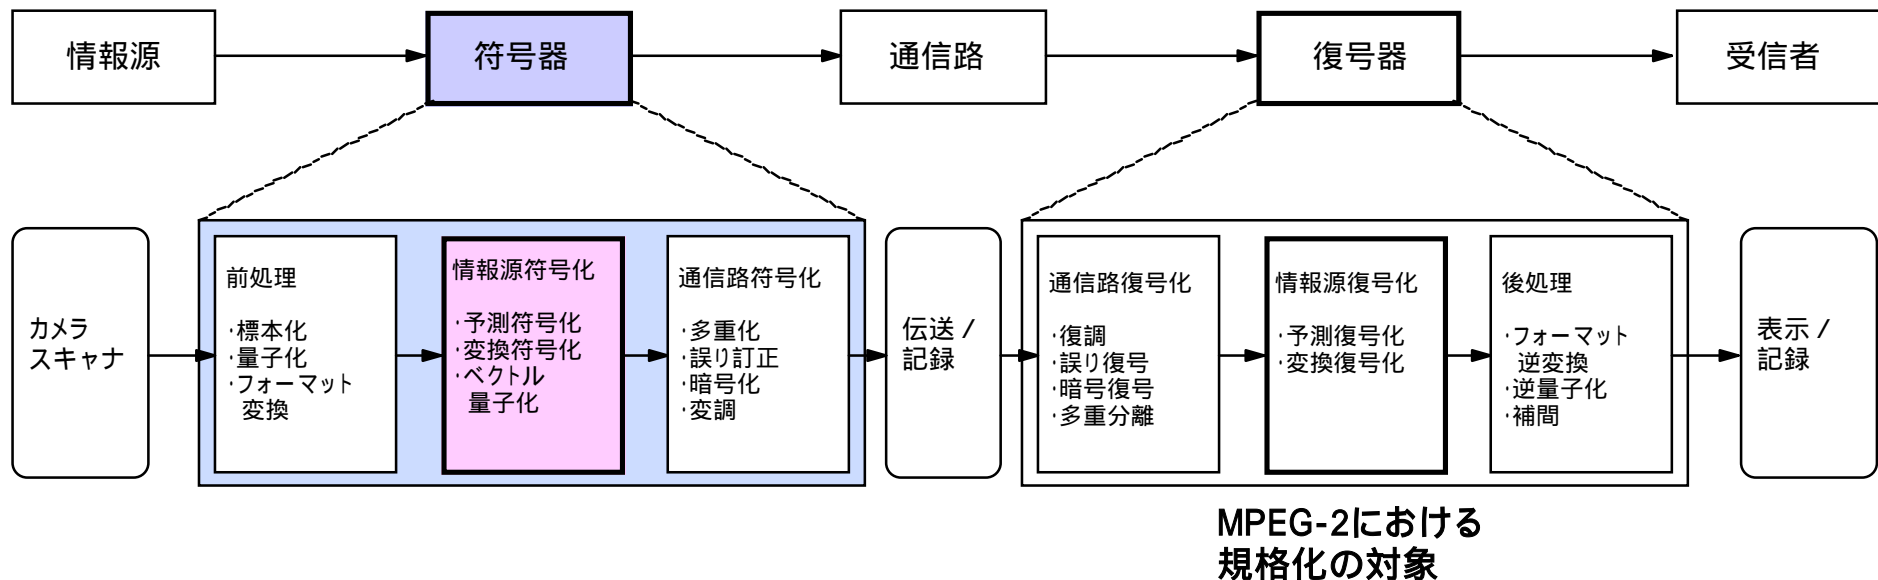 情報源
符号器
通信路
復号器
受信者
カメラ
スキャナ
前処理
・標本化
・量子化
・フォーマット
変換
情報源符号化
・予測符号化
・変換符号化
・ベクトル
量子化
通信路符号化
・多重化
・誤り訂正
・暗号化
・変調
伝送 /
記録
通信路復号化
・復調
・誤り復号
・暗号復号
・多重分離
情報源復号化
・予測復号化
・変換復号化
後処理
・フォーマット
逆変換
・逆量子化
・補間
表示 /
記録
MPEG-2における
規格化の対象